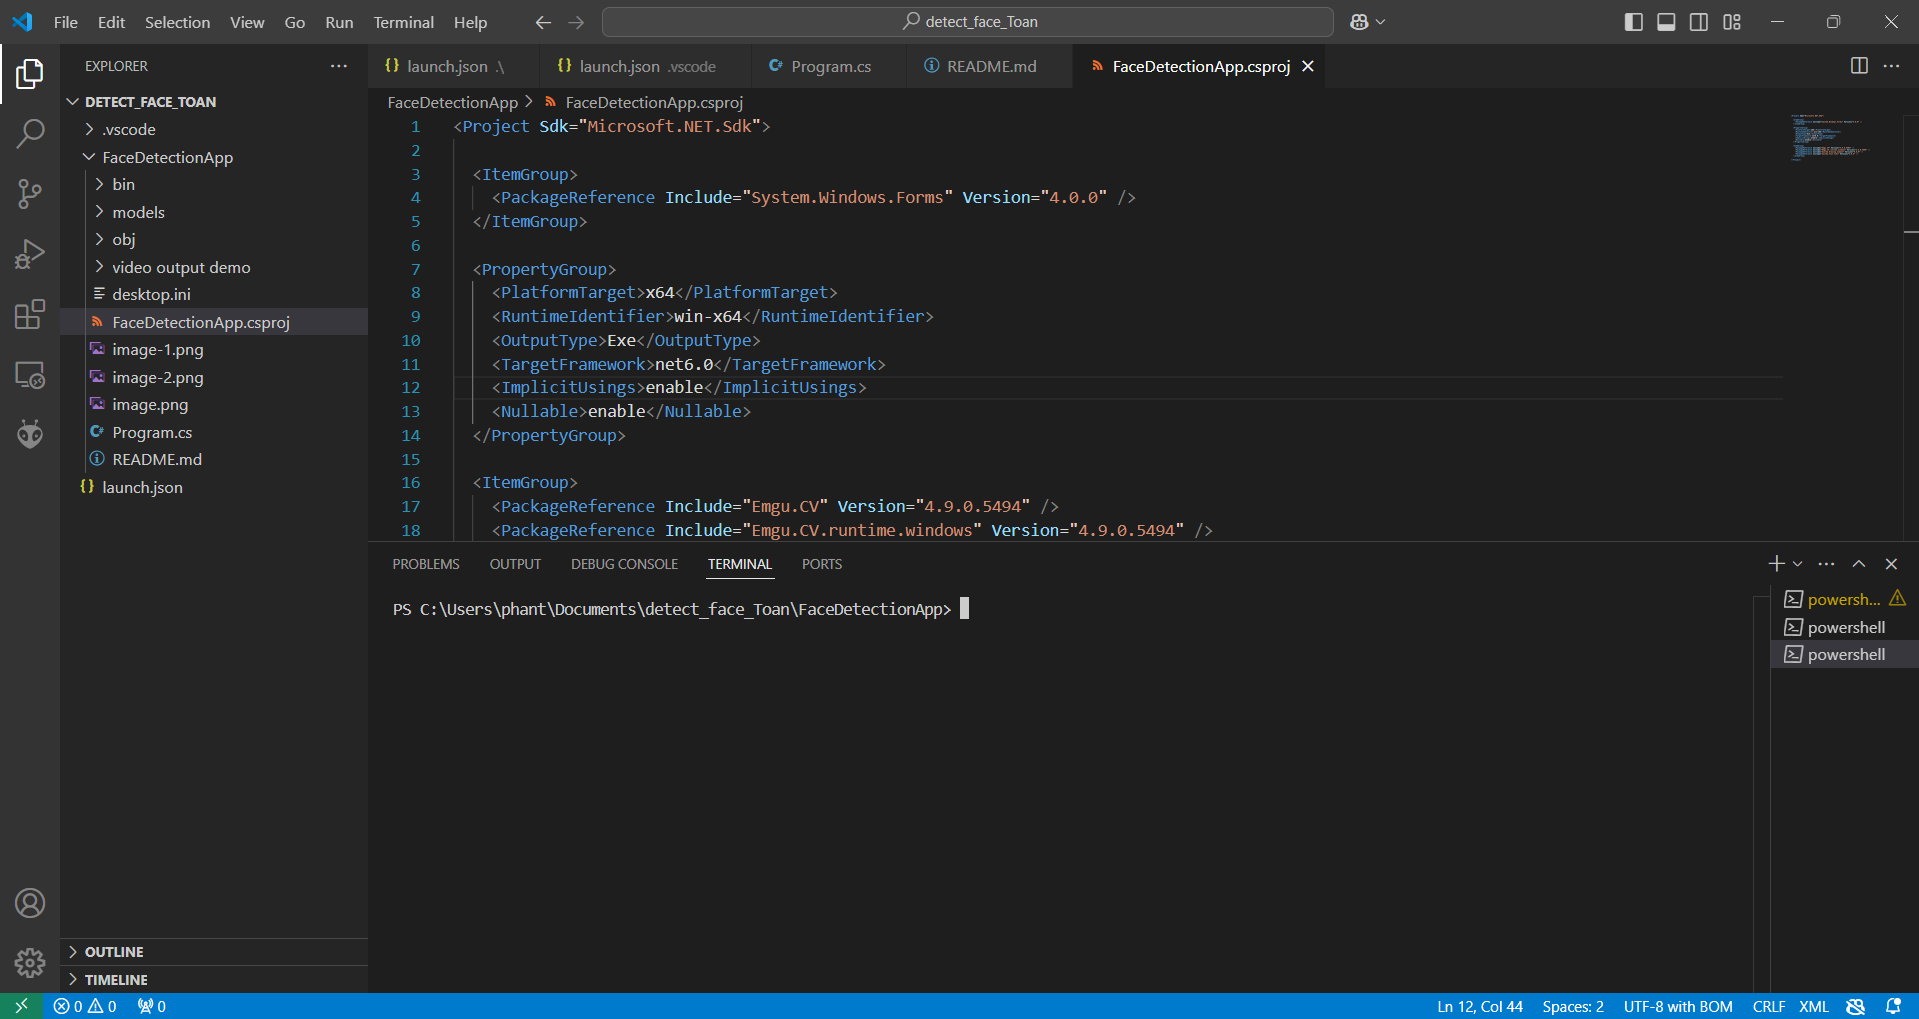 File Edit Selection View Go Run Terminal Help
detect_face_Toan
EXPLORER
DETECT_FACE_TOAN
.vscode
FaceDetectionApp
bin
models
obj
video output demo
desktop.ini
FaceDetectionApp.csproj
image-1.png
image-2.png
image.png
Program.cs
README.md
launch.json
OUTLINE
TIMELINE
launch.json .\
launch.json .vscode
Program.cs
README.md
FaceDetectionApp.csproj
FaceDetectionApp > FaceDetectionApp.csproj
1 <Project Sdk="Microsoft.NET.Sdk">
2
3 <ItemGroup>
4 <PackageReference Include="System.Windows.Forms" Version="4.0.0" />
5 </ItemGroup>
6
7 <PropertyGroup>
8 <PlatformTarget>x64</PlatformTarget>
9 <RuntimeIdentifier>win-x64</RuntimeIdentifier>
10 <OutputType>Exe</OutputType>
11 <TargetFramework>net6.0</TargetFramework>
12 <ImplicitUsings>enable</ImplicitUsings>
13 <Nullable>enable</Nullable>
14 </PropertyGroup>
15
16 <ItemGroup>
17 <PackageReference Include="Emgu.CV" Version="4.9.0.5494" />
18 <PackageReference Include="Emgu.CV.runtime.windows" Version="4.9.0.5494" />
PROBLEMS OUTPUT DEBUG CONSOLE TERMINAL PORTS
PS C:\Users\phant\Documents\detect_face_Toan\FaceDetectionApp>
powersh...
powershell
powershell
0 0 0
Ln 12, Col 44 Spaces: 2 UTF-8 with BOM CRLF XML